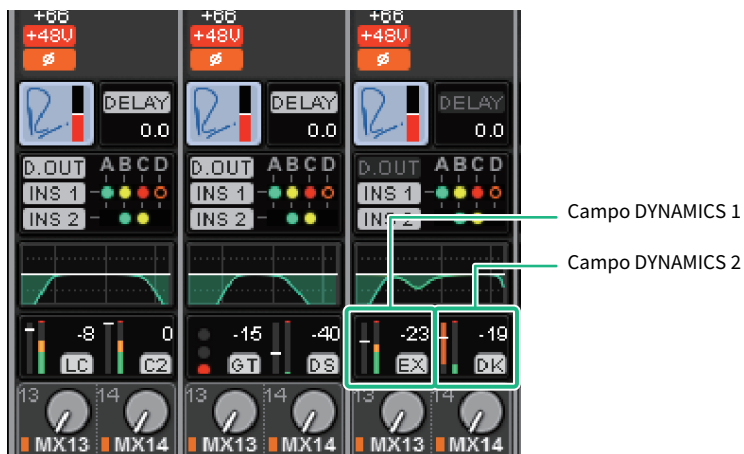 +66 +66 +66
+48V +48V +48V
ø ø ø
DELAY DELAY DELAY
0.0 0.0 0.0
D.OUT A B C D D.OUT A B C D D.OUT A B C D
INS 1 INS 1 INS 1
INS 2 INS 2 INS 2
Campo DYNAMICS 1
Campo DYNAMICS 2
-8 0 -15 -40 -23 -19
LC C2 GT DS EX DK
13 14 13 14 13 14
MX13 MX14 MX13 MX14 MX13 MX14